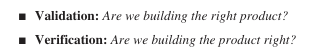 ■ Validation: Are we building the right product?
■ Verification: Are we building the product right?